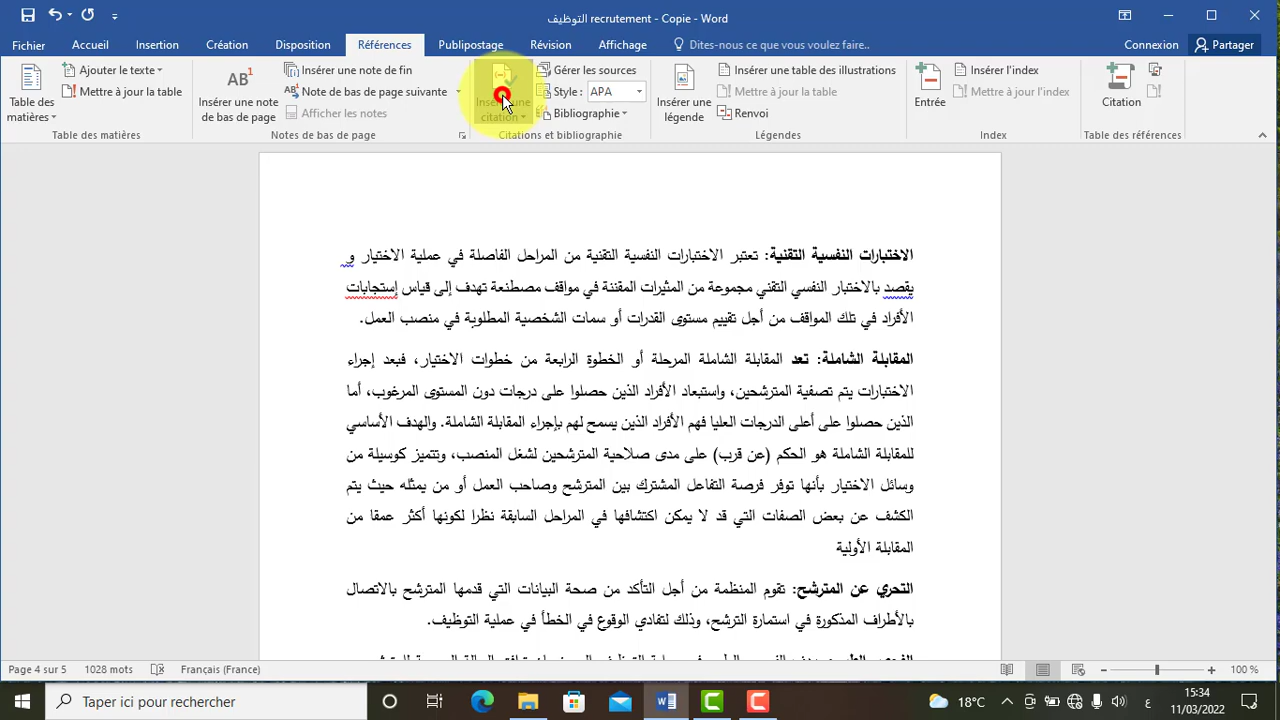 التوظيف recrutement - Copie - Word
Fichier Accueil Insertion Création Disposition Références Publipostage Révision Affichage Dites-nous ce que vous voulez faire.. Connexion Partager
Table des matières
Ajouter le texte
Mettre à jour la table
Table des matières
AB¹
Insérer une note de bas de page
Insérer une note de fin
Note de bas de page suivante
Afficher les notes
Notes de bas de page
Insérer une citation
Gérer les sources
Style : APA
Bibliographie
Citations et bibliographie
Insérer une légende
Insérer une table des illustrations
Mettre à jour la table
Renvoi
Légendes
Entrée
Insérer l'index
Mettre à jour l'index
Index
Citation
Table des références
الاختبارات النفسية التقنية: تعتبر الاختبارات النفسية التقنية من المراحل الفاصلة في عملية الاختيار و
يقصد بالاختبار النفسي التقني مجموعة من المثيرات المقننة في مواقف مصطنعة تهدف إلى قياس إستجابات
الأفراد في تلك المواقف من أجل تقييم مستوى القدرات أو سمات الشخصية المطلوبة في منصب العمل.
المقابلة الشاملة: تعد المقابلة الشاملة المرحلة أو الخطوة الرابعة من خطوات الاختيار، فبعد إجراء
الاختبارات يتم تصفية المترشحين، واستبعاد الأفراد الذين حصلوا على درجات دون المستوى المرغوب، أما
الذين حصلوا على أعلى الدرجات العليا فهم الأفراد الذين يسمح لهم بإجراء المقابلة الشاملة. والهدف الأساسي
للمقابلة الشاملة هو الحكم (عن قرب) على مدى صلاحية المترشحين لشغل المنصب، وتتميز كوسيلة من
وسائل الاختيار بأنها توفر فرصة التفاعل المشترك بين المترشح وصاحب العمل أو من يمثله حيث يتم
الكشف عن بعض الصفات التي قد لا يمكن اكتشافها في المراحل السابقة نظرا لكونها أكثر عمقا من
المقابلة الأولية
التحري عن المترشح: تقوم المنظمة من أجل التأكد من صحة البيانات التي قدمها المترشح بالاتصال
بالأطراف المذكورة في استمارة الترشح، وذلك لتفادي الوقوع في الخطأ في عملية التوظيف.
Page 4 sur 5 1028 mots Français (France) 100 %
Taper ici pour rechercher 18°C ع 15:34
11/03/2022